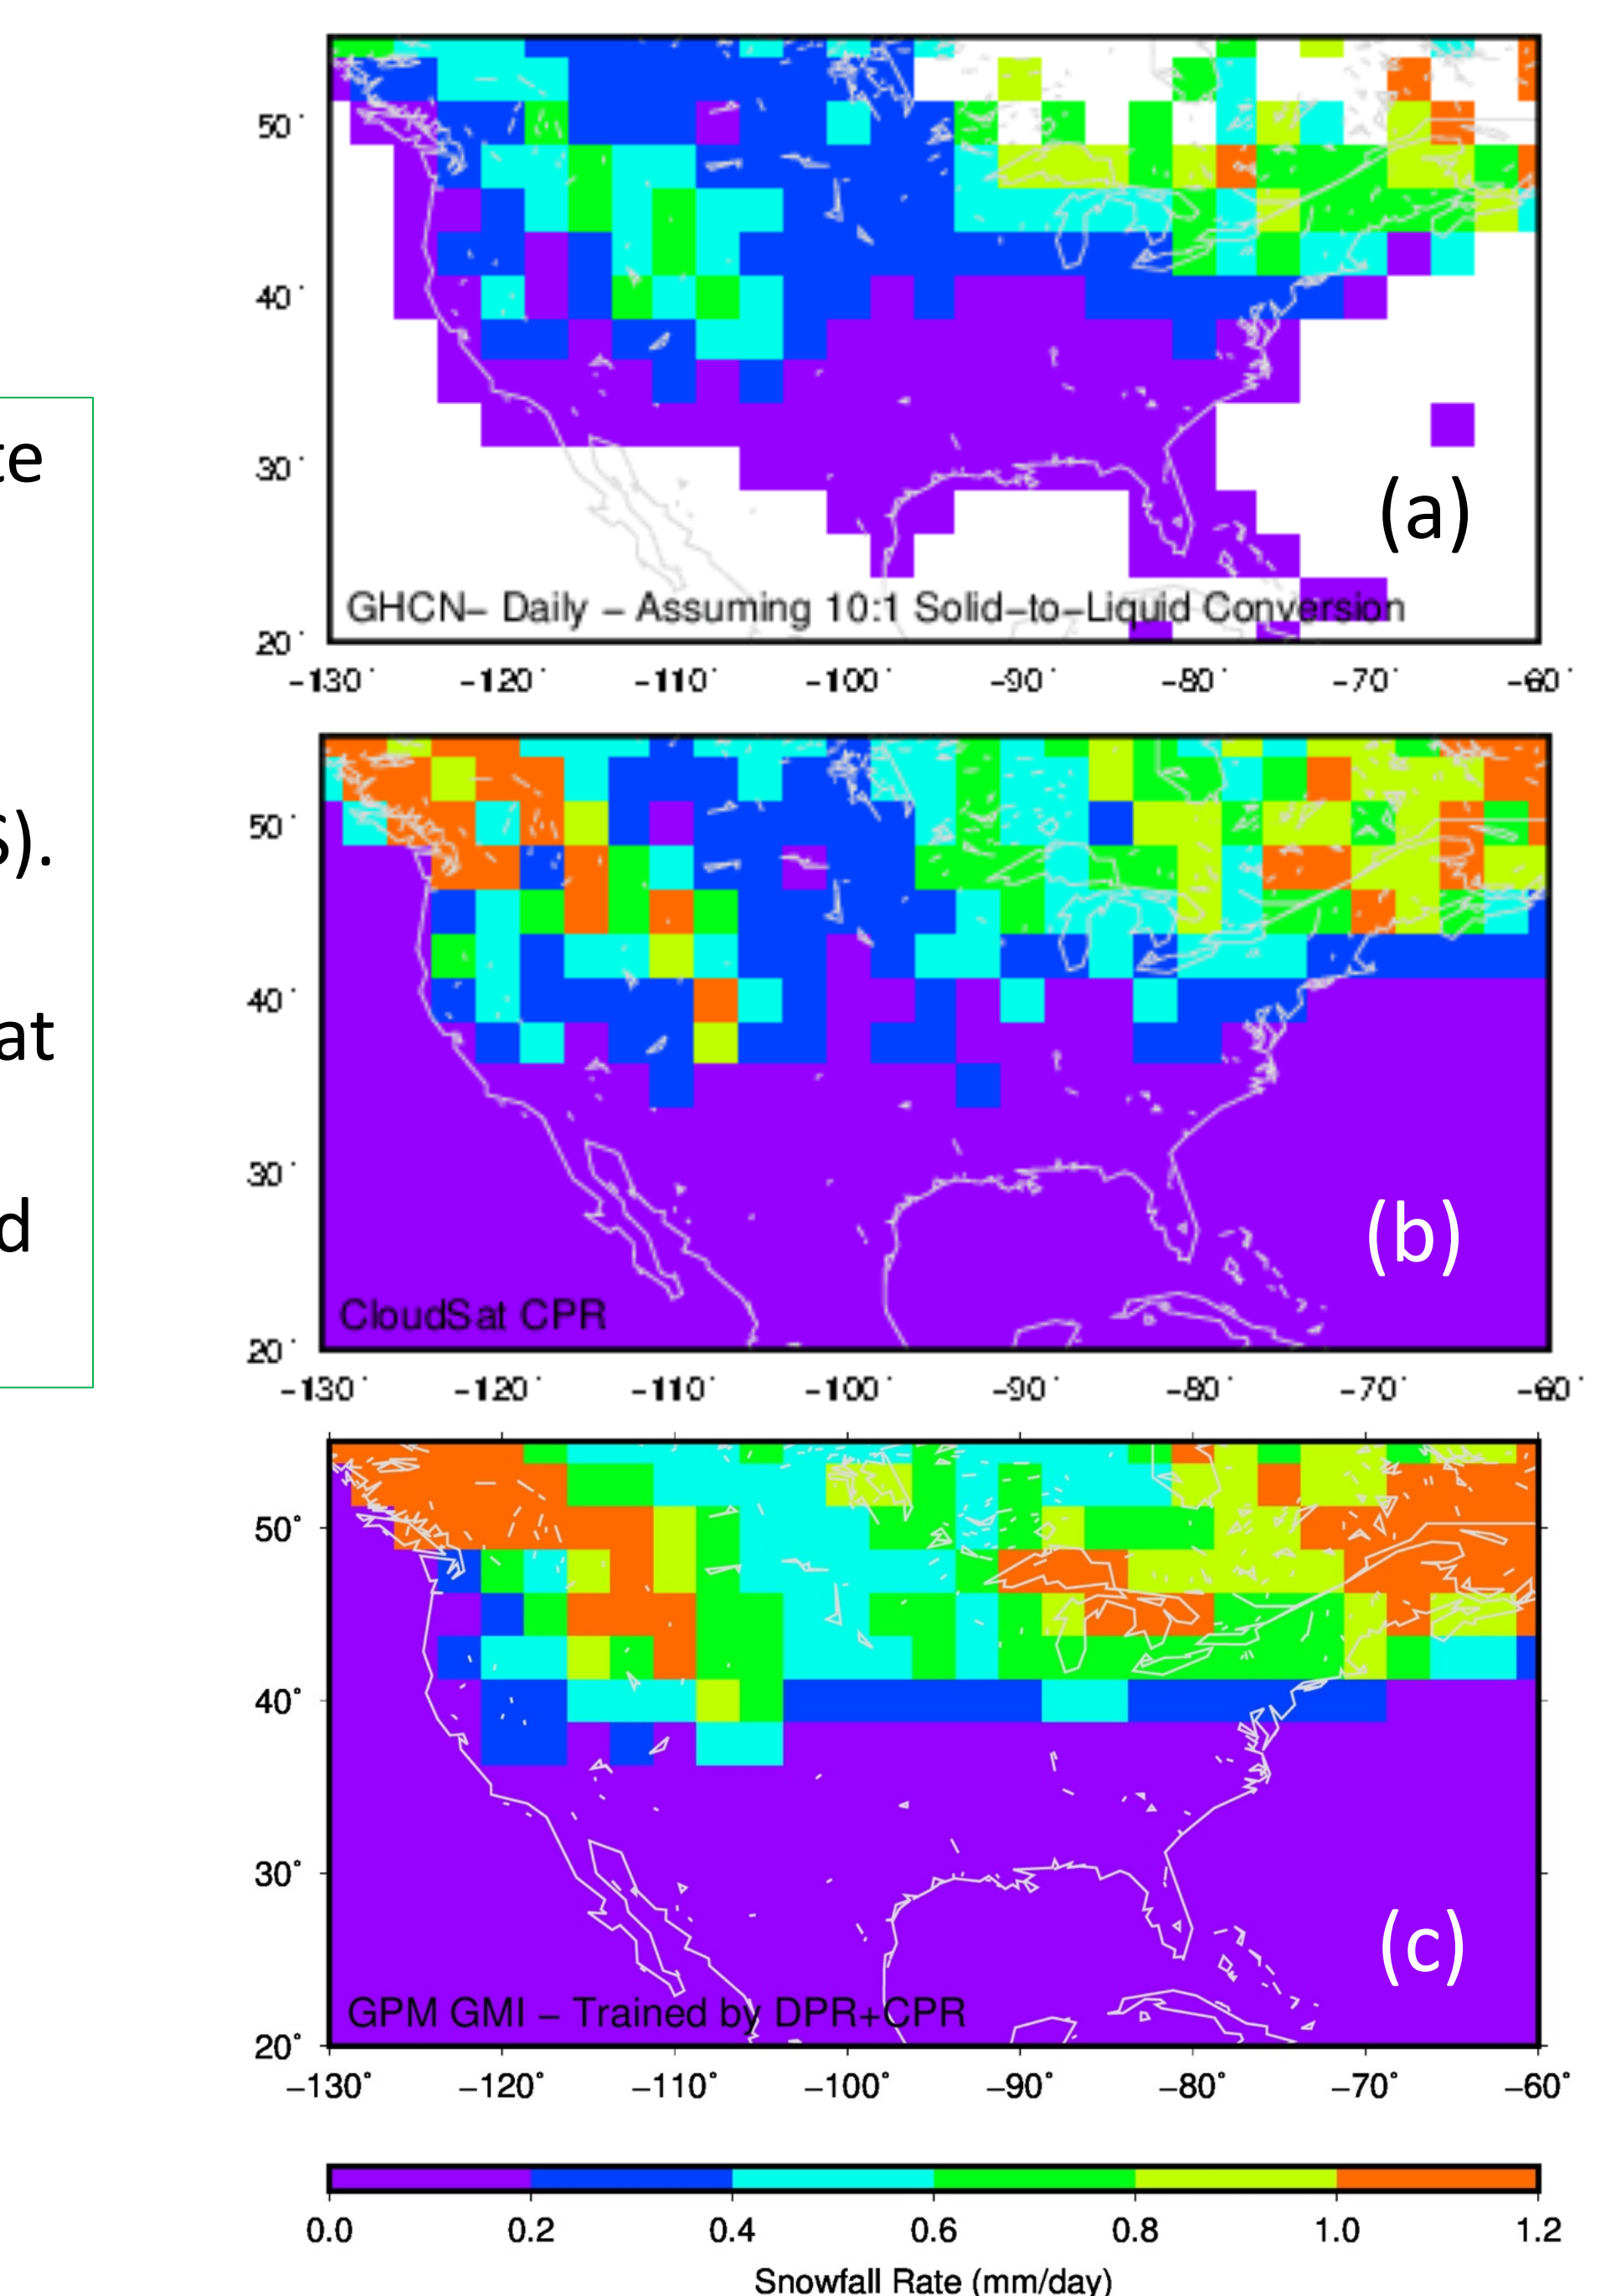 te
S).
at
d
50°
40°
30°
20°
-130° -120° -110° -100° -90° -80° -70° -60°
(a)
GHCN– Daily – Assuming 10:1 Solid–to–Liquid Conversion
50°
40°
30°
20°
-130° -120° -110° -100° -90° -80° -70° -60°
(b)
CloudSat CPR
50°
40°
30°
20°
−130° −120° −110° −100° −90° −80° −70° −60°
(c)
GPM GMI – Trained by DPR+CPR
0.0 0.2 0.4 0.6 0.8 1.0 1.2
Snowfall Rate (mm/day)